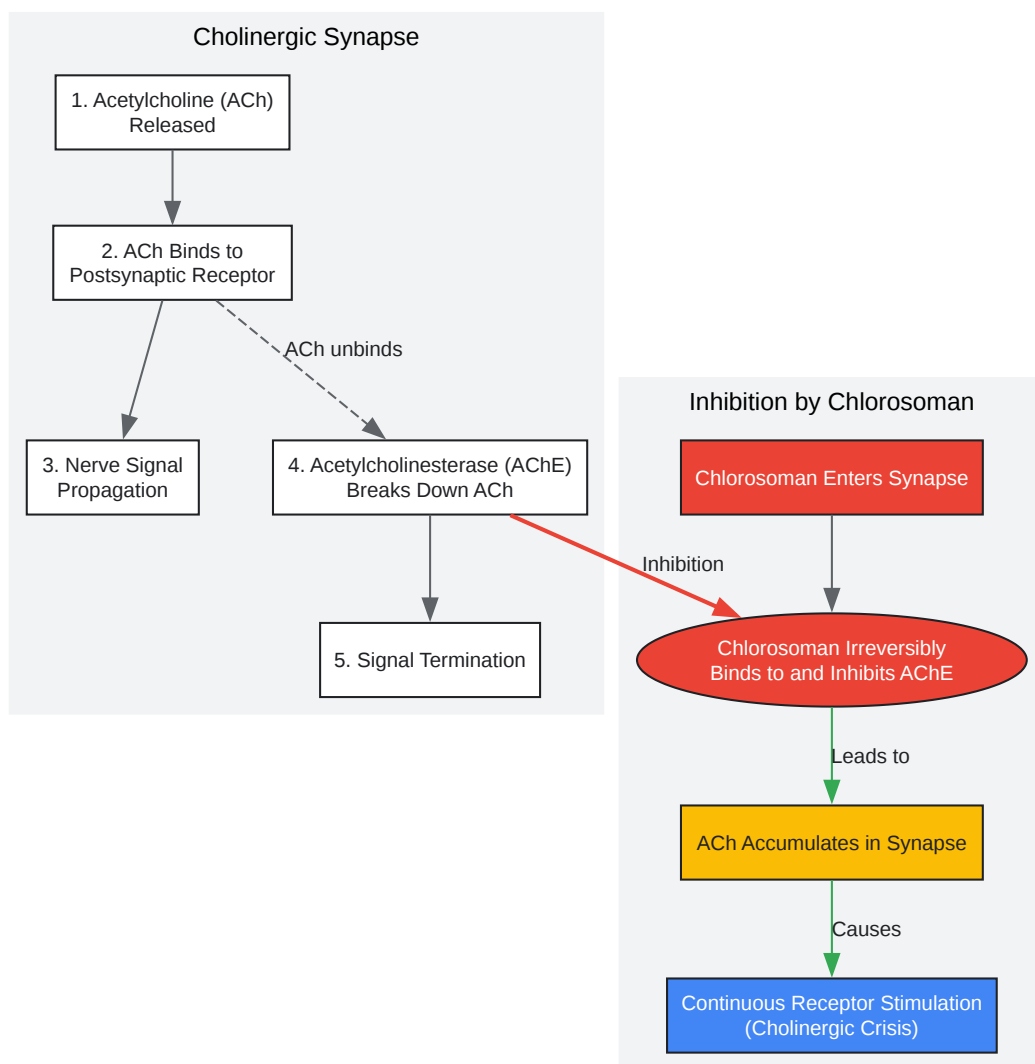 Cholinergic Synapse
1. Acetylcholine (ACh)
Released
2. ACh Binds to
Postsynaptic Receptor
ACh unbinds
3. Nerve Signal
Propagation
4. Acetylcholinesterase (AChE)
Breaks Down ACh
5. Signal Termination
Inhibition by Chlorosoman
Chlorosoman Enters Synapse
Inhibition
Chlorosoman Irreversibly
Binds to and Inhibits AChE
Leads to
ACh Accumulates in Synapse
Causes
Continuous Receptor Stimulation
(Cholinergic Crisis)